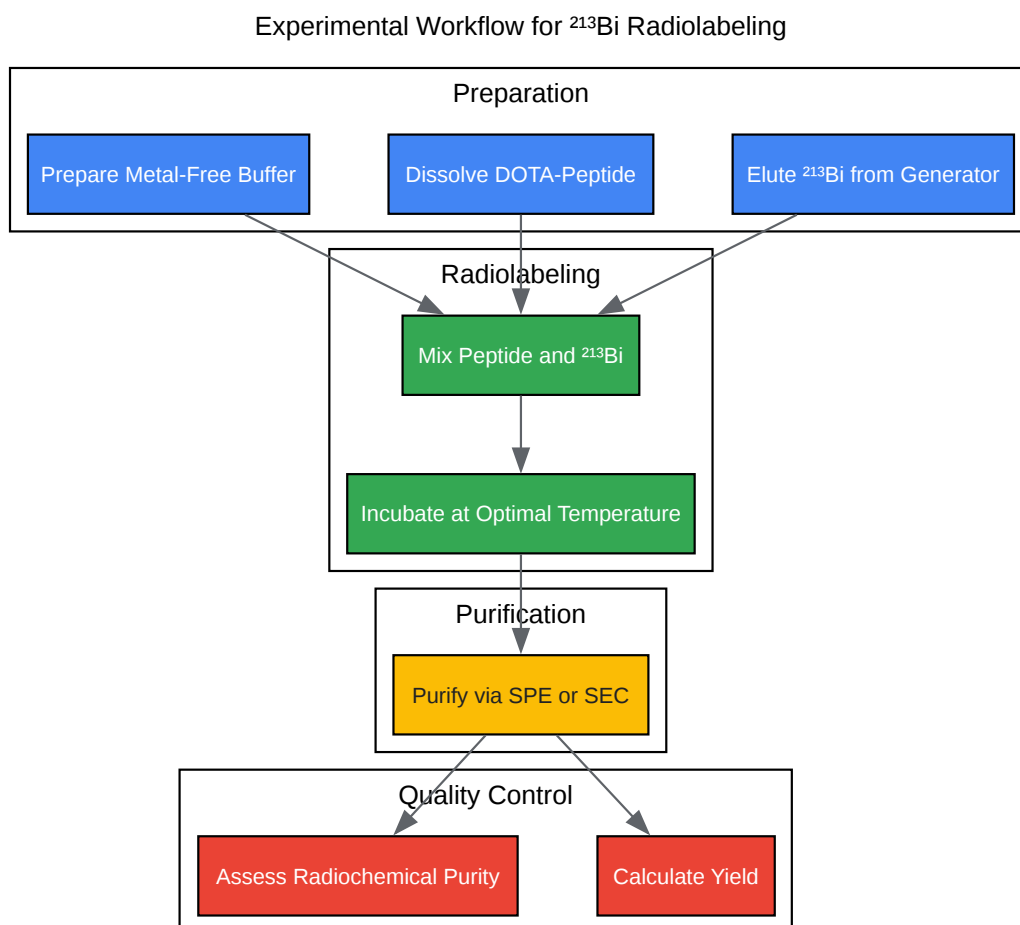 Experimental Workflow for ²¹³Bi Radiolabeling
Preparation
Prepare Metal-Free Buffer
Dissolve DOTA-Peptide
Elute ²¹³Bi from Generator
Radiolabeling
Mix Peptide and ²¹³Bi
Incubate at Optimal Temperature
Purification
Purify via SPE or SEC
Quality Control
Assess Radiochemical Purity
Calculate Yield